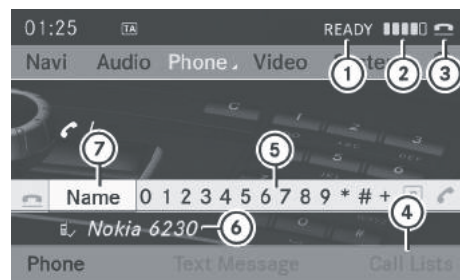 01:25 TA READY
Navi Audio Phone Video
1 2 3
7 5
Name 0 1 2 3 4 5 6 7 8 9 * # +
4
Nokia 6230 6
Phone Text Message Call Lists